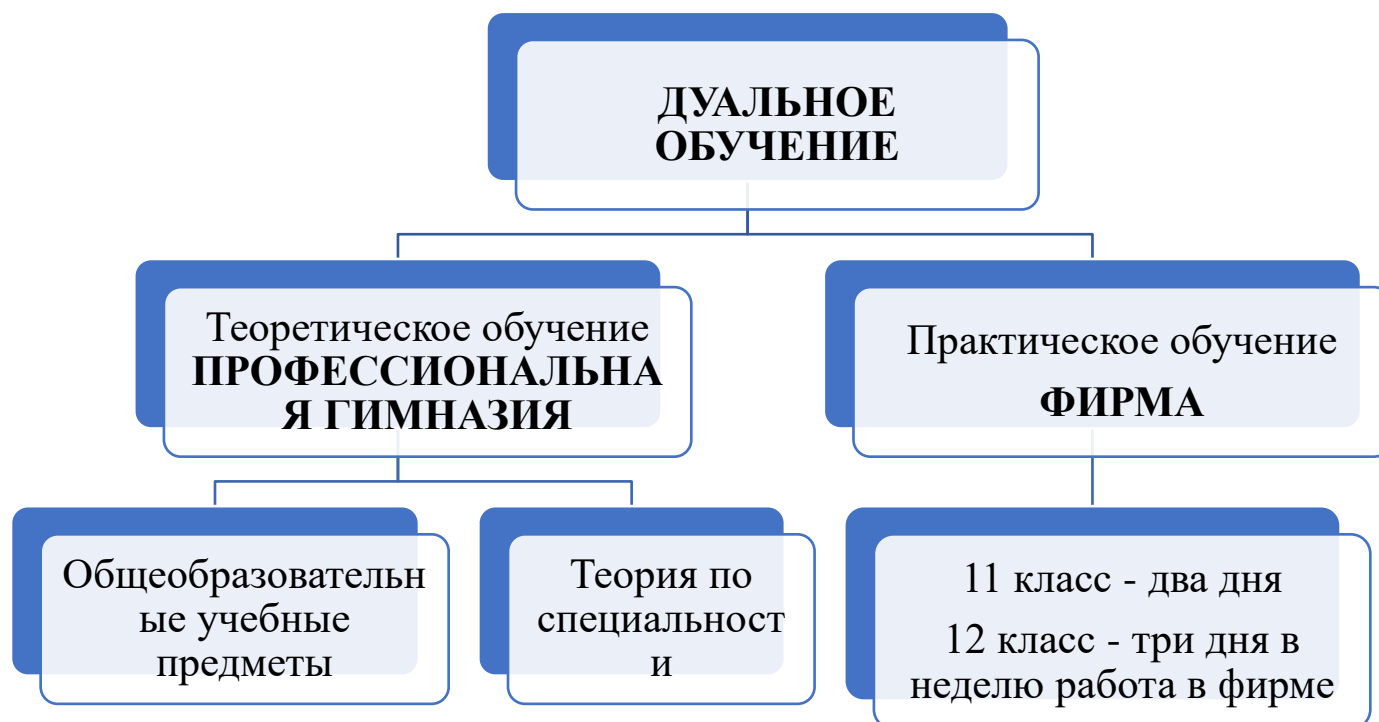 ДУАЛЬНОЕ
ОБУЧЕНИЕ
Теоретическое обучение
ПРОФЕССИОНАЛЬНА
Я ГИМНАЗИЯ
Практическое обучение
ФИРМА
Общеобразовательн
ые учебные
предметы
Теория по
специальност
и
11 класс - два дня
12 класс - три дня в
неделю работа в фирме